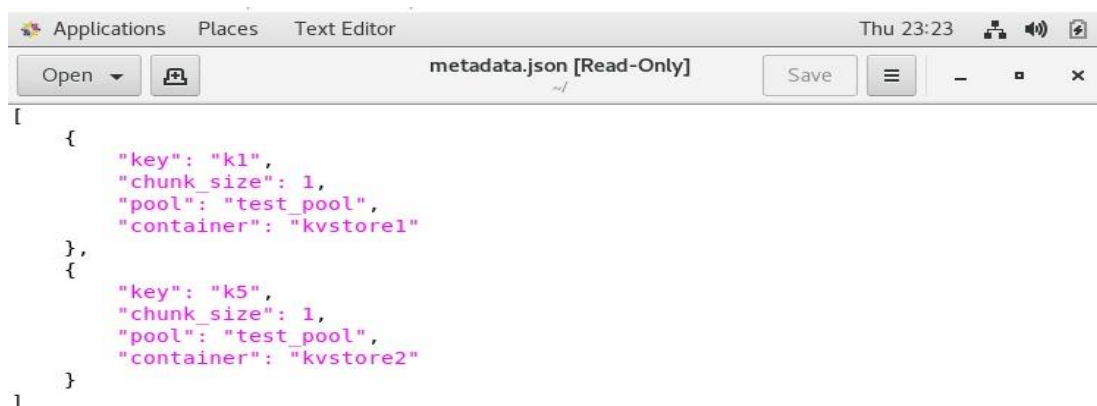 Applications Places Text Editor Thu 23:23
Open metadata.json [Read-Only] Save
~/
[
    {
        "key": "k1",
        "chunk_size": 1,
        "pool": "test_pool",
        "container": "kvstore1"
    },
    {
        "key": "k5",
        "chunk_size": 1,
        "pool": "test_pool",
        "container": "kvstore2"
    }
]